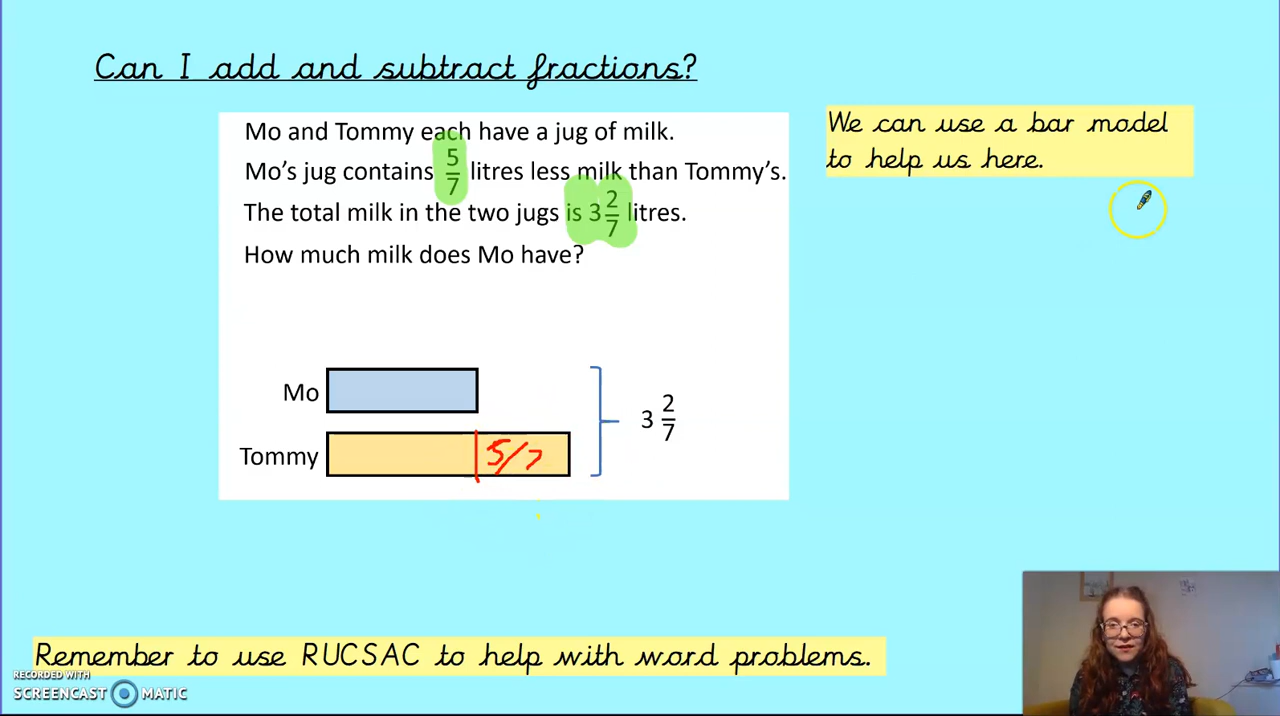 Can I add and subtract fractions?
Mo and Tommy each have a jug of milk.
Mo's jug contains 5/7 litres less milk than Tommy's.
The total milk in the two jugs is 3 2/7 litres.
How much milk does Mo have?
We can use a bar model
to help us here.
Mo
Tommy
5/7
3 2/7
Remember to use RUCSAC to help with word problems.
RECORDED WITH
SCREENCAST MATIC